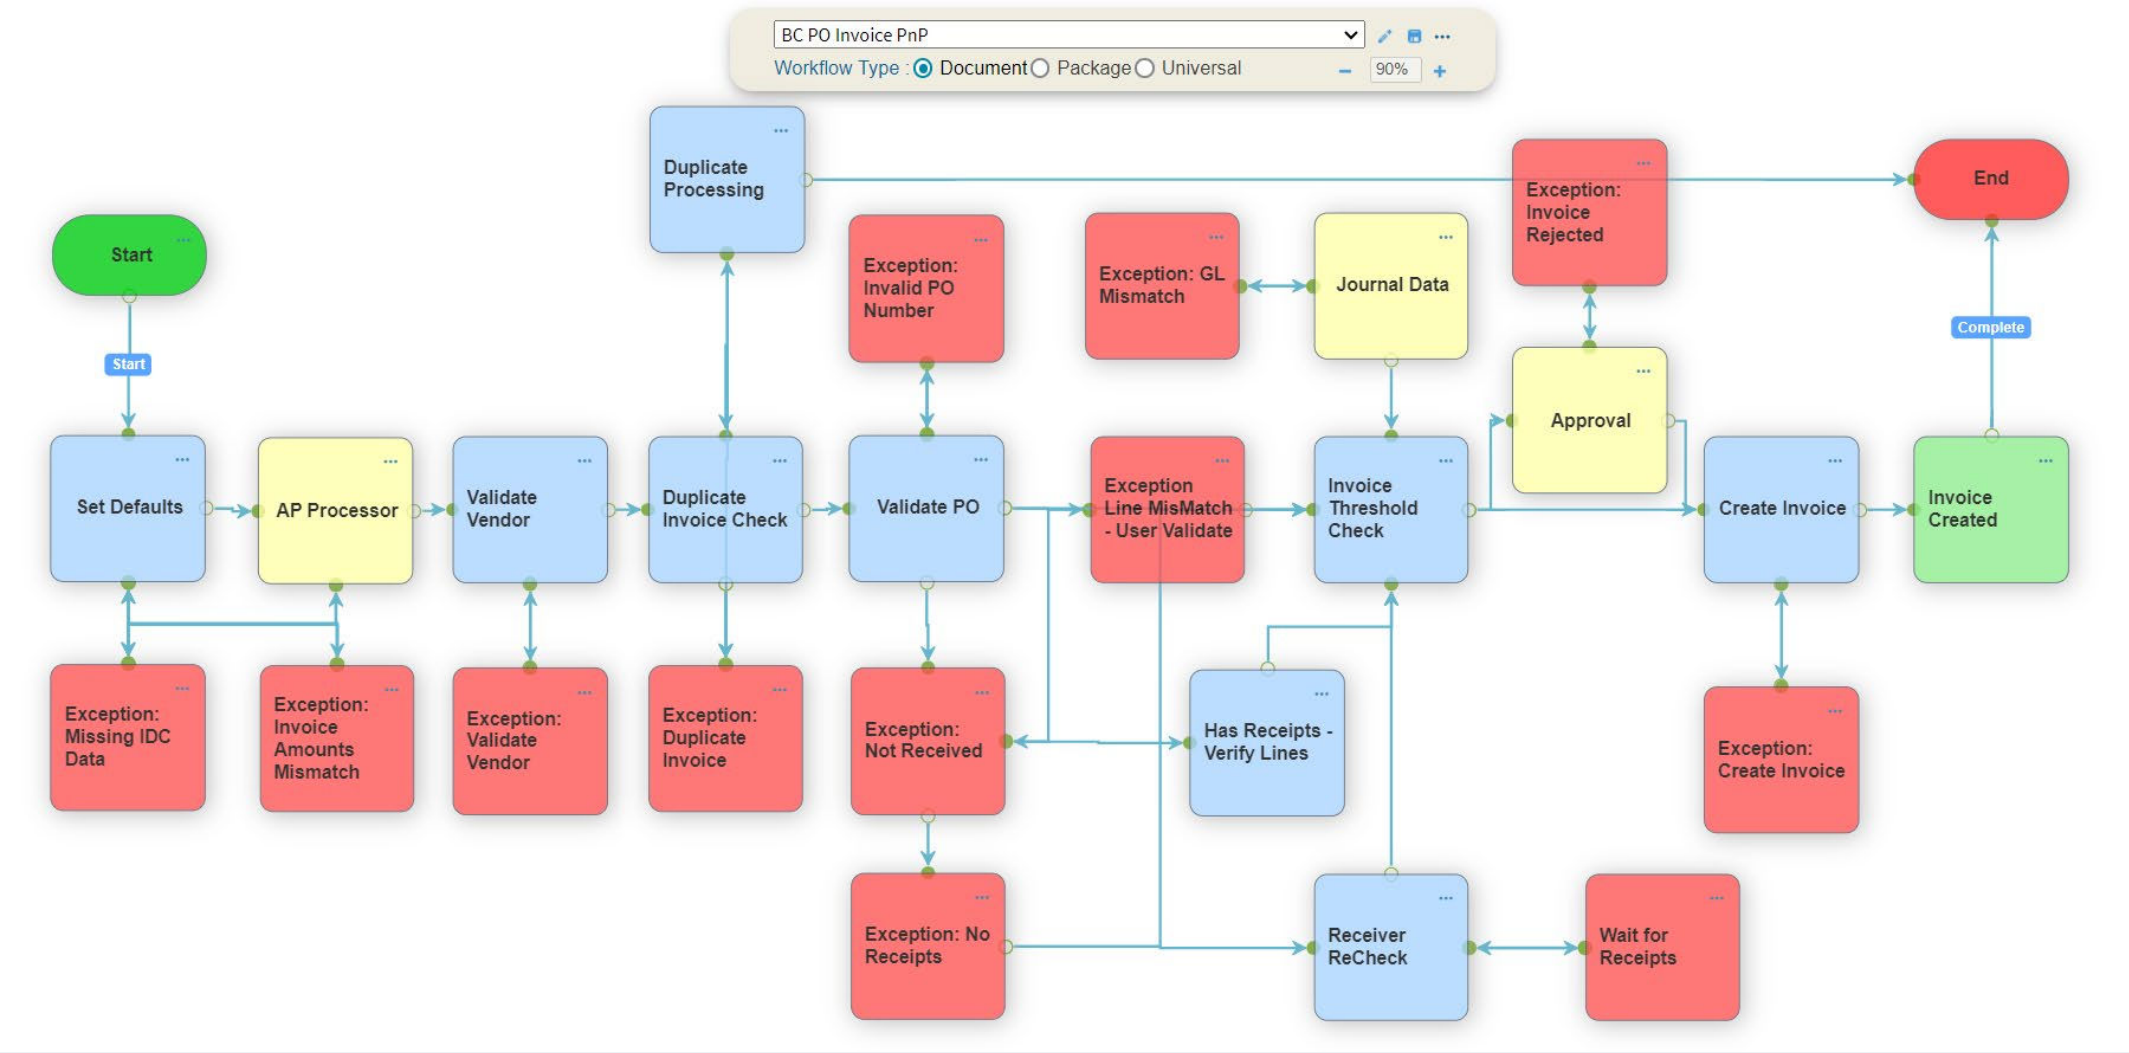 BC PO Invoice PnP
Workflow Type : Document Package Universal
90%
Duplicate
Processing
Exception:
Invoice
Rejected
End
Start
Exception:
Invalid PO
Number
Exception: GL
Mismatch
Journal Data
Start
Complete
Approval
Set Defaults
AP Processor
Validate
Vendor
Duplicate
Invoice Check
Validate PO
Exception
Line MisMatch
- User Validate
Invoice
Threshold
Check
Create Invoice
Invoice
Created
Exception:
Missing IDC
Data
Exception:
Invoice
Amounts
Mismatch
Exception:
Validate
Vendor
Exception:
Duplicate
Invoice
Exception:
Not Received
Has Receipts -
Verify Lines
Exception:
Create Invoice
Exception: No
Receipts
Receiver
ReCheck
Wait for
Receipts